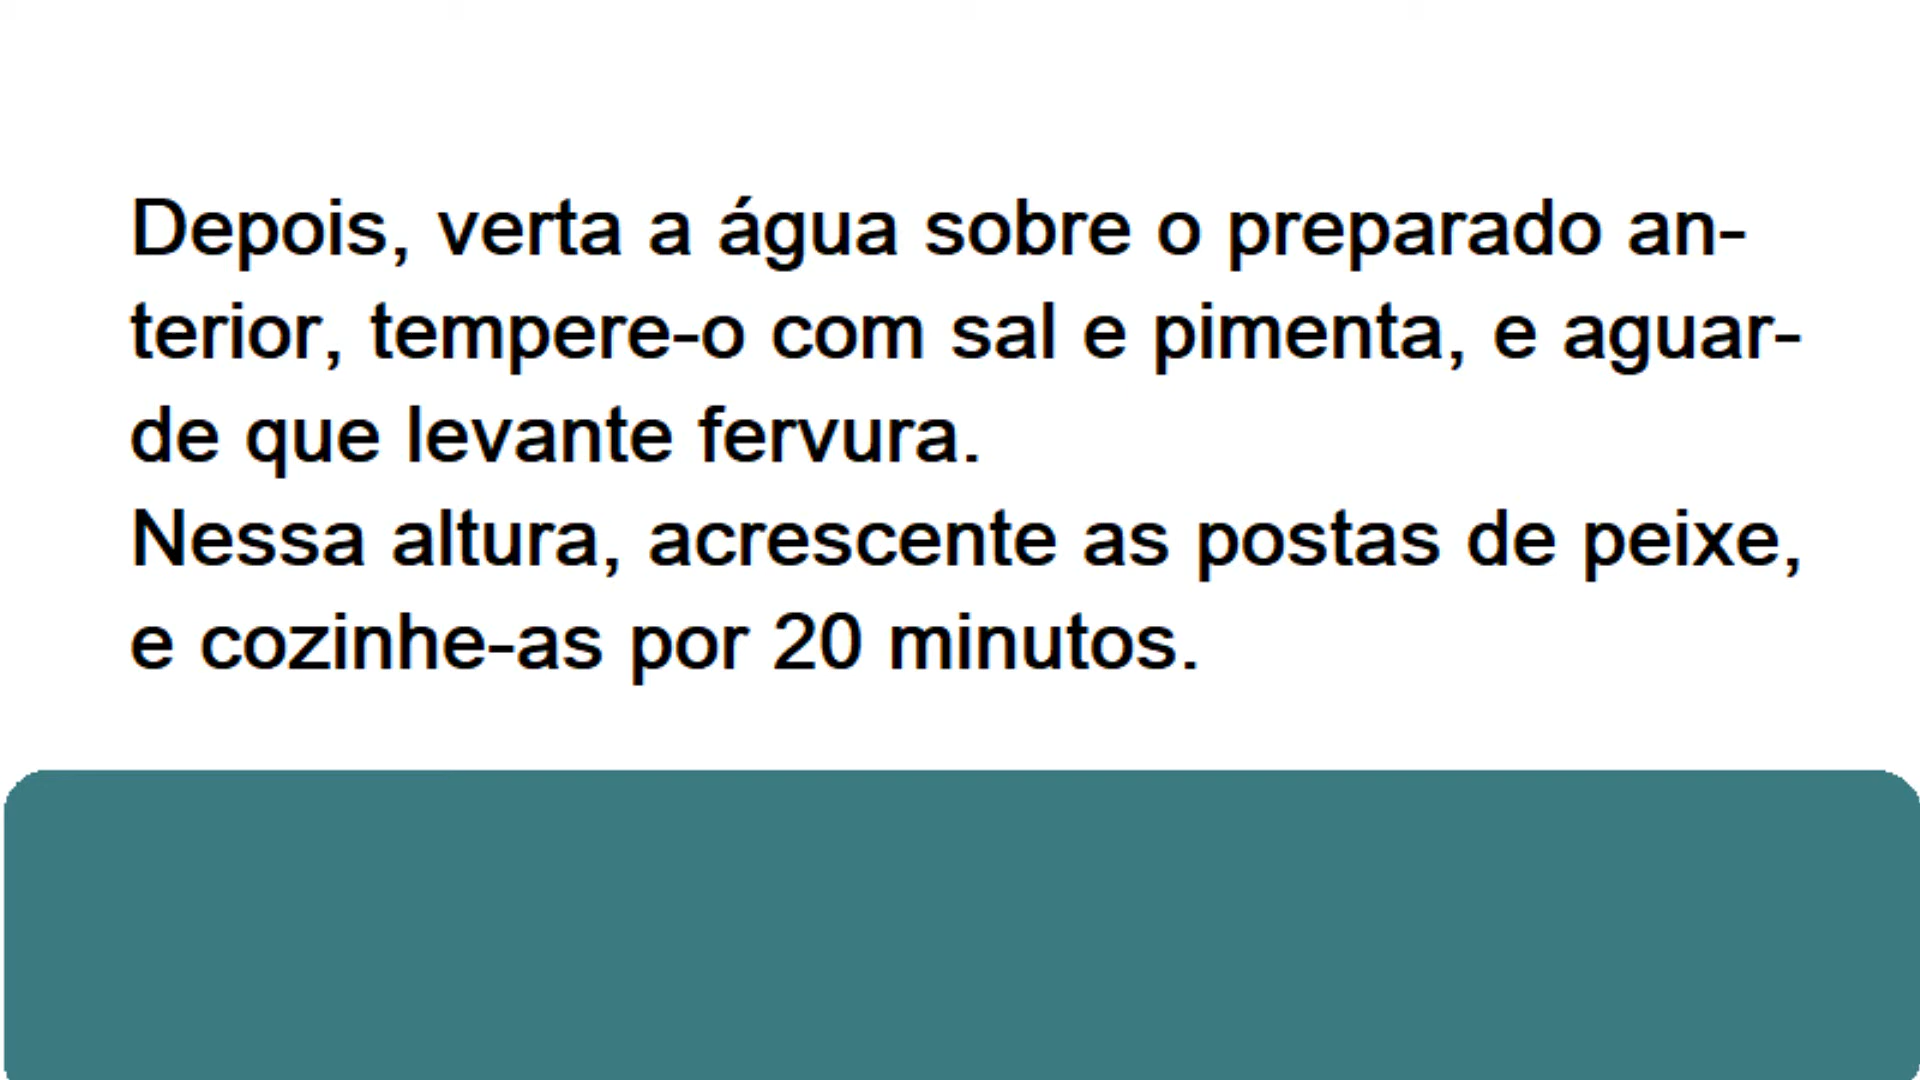 Depois, verta a água sobre o preparado an-
terior, tempere-o com sal e pimenta, e aguar-
de que levante fervura.
Nessa altura, acrescente as postas de peixe,
e cozinhe-as por 20 minutos.